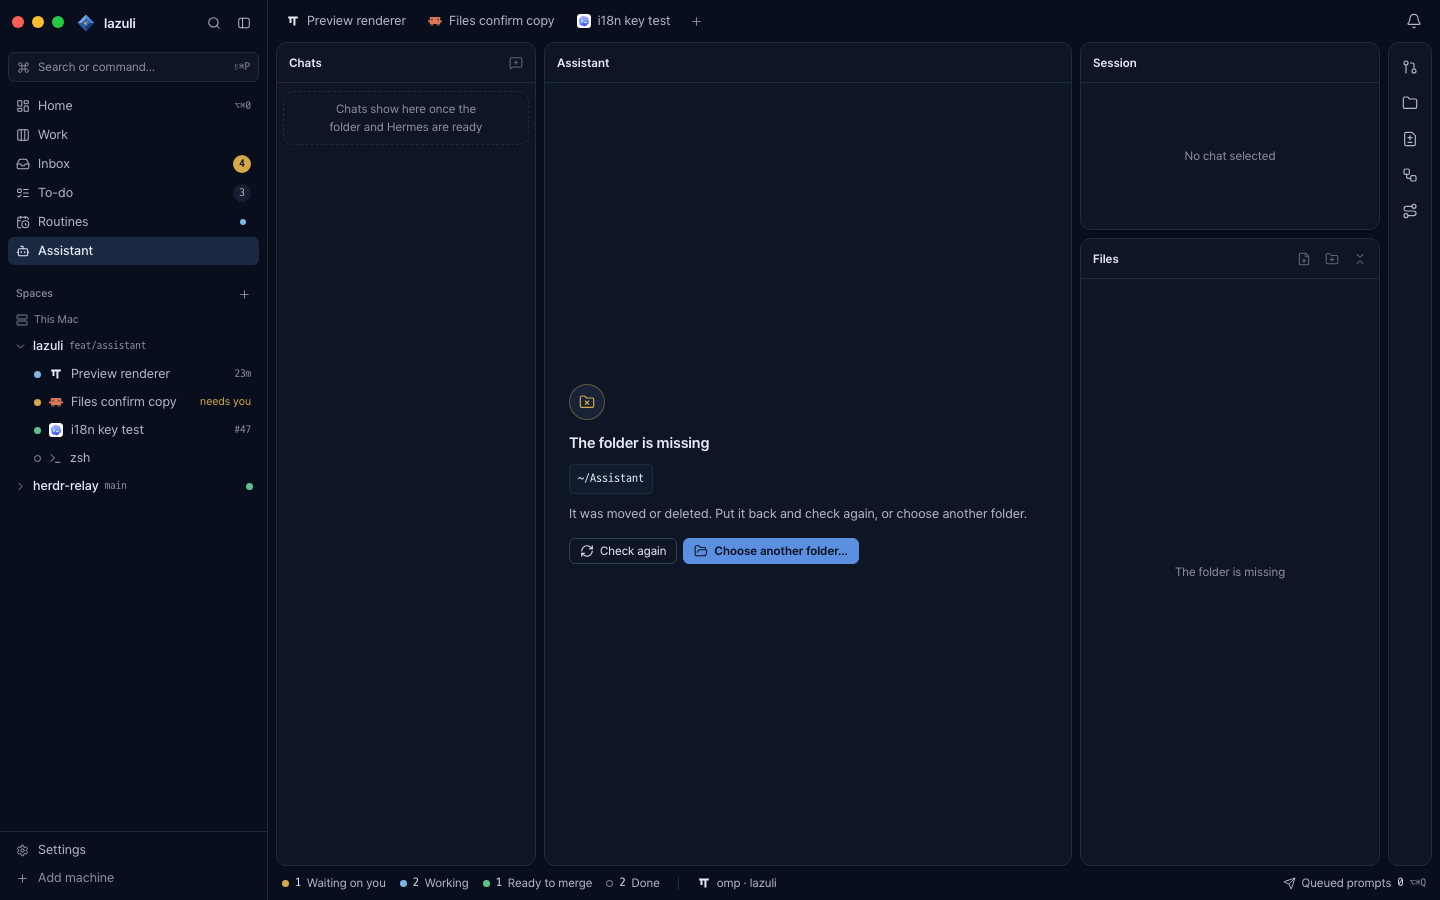 lazuli
Search or command... ⇧⌘P
Home ⌥⌘0
Work
Inbox 4
To-do 3
Routines
Assistant
Spaces
This Mac
lazuli feat/assistant
Preview renderer 23m
Files confirm copy needs you
i18n key test #47
zsh
herdr-relay main
Settings
Add machine
Preview renderer
Files confirm copy
i18n key test
Chats
Chats show here once the
folder and Hermes are ready
Assistant
The folder is missing
~/Assistant
It was moved or deleted. Put it back and check again, or choose another folder.
Check again
Choose another folder...
Session
No chat selected
Files
The folder is missing
1 Waiting on you
2 Working
1 Ready to merge
2 Done
omp · lazuli
Queued prompts 0 ⌥⌘Q